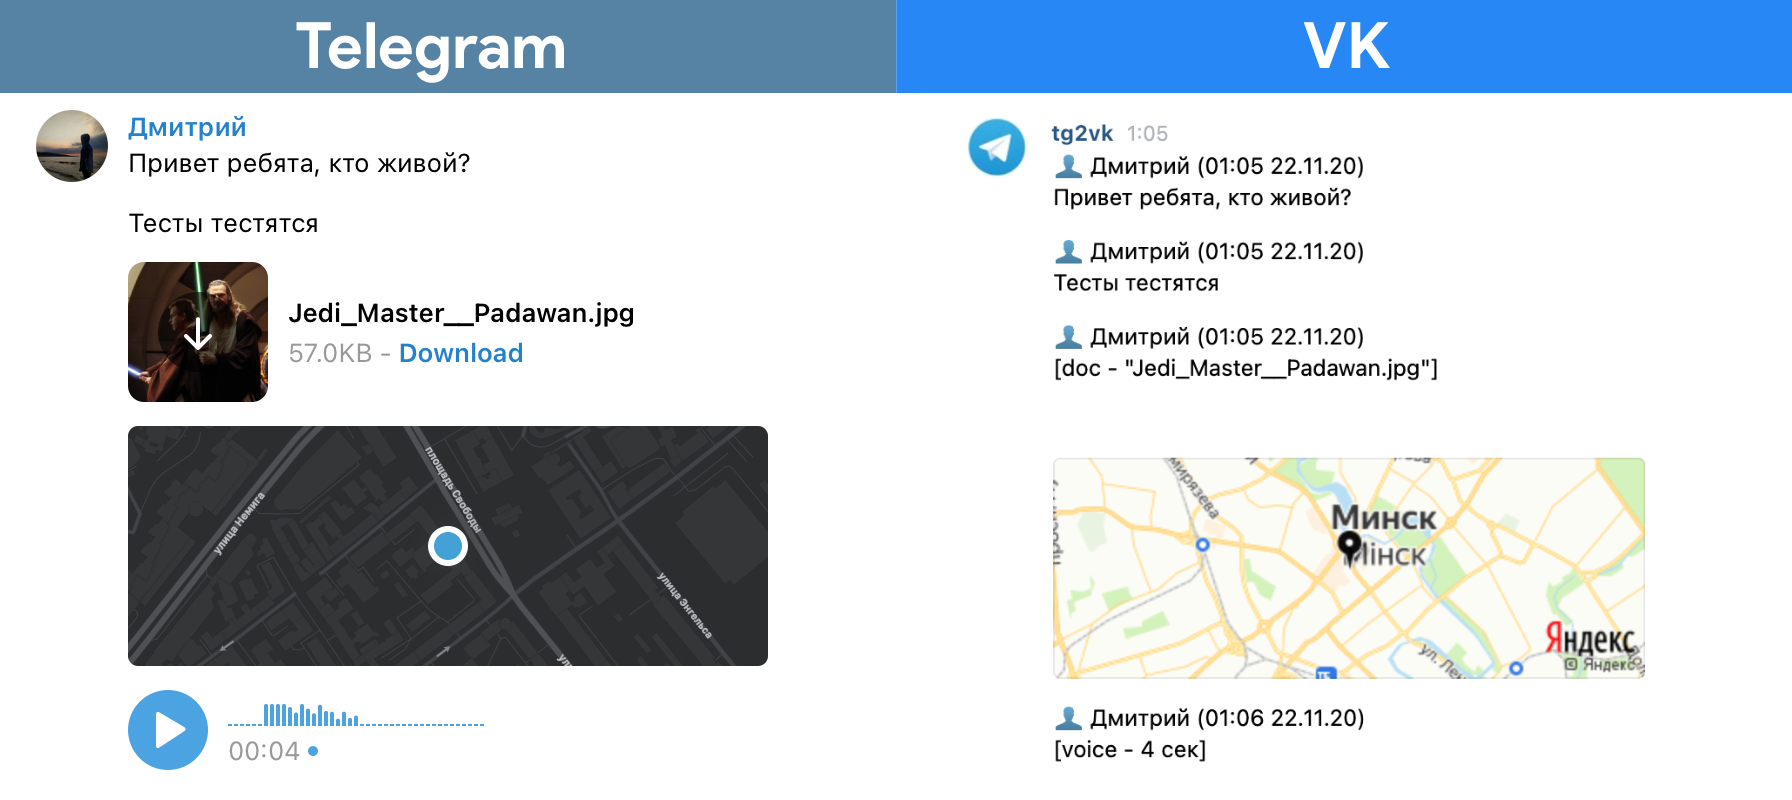 Telegram
Дмитрий
Привет ребята, кто живой?
Тесты тестятся
Jedi_Master__Padawan.jpg
57.0KB - Download
улица Немига
площадь Свободы
улица Энгельса
00:04
VK
tg2vk 1:05
Дмитрий (01:05 22.11.20)
Привет ребята, кто живой?
Дмитрий (01:05 22.11.20)
Тесты тестятся
Дмитрий (01:05 22.11.20)
[doc - "Jedi_Master__Padawan.jpg"]
Минск
Мінск
Яндекс
© Яндекс
Дмитрий (01:06 22.11.20)
[voice - 4 сек]